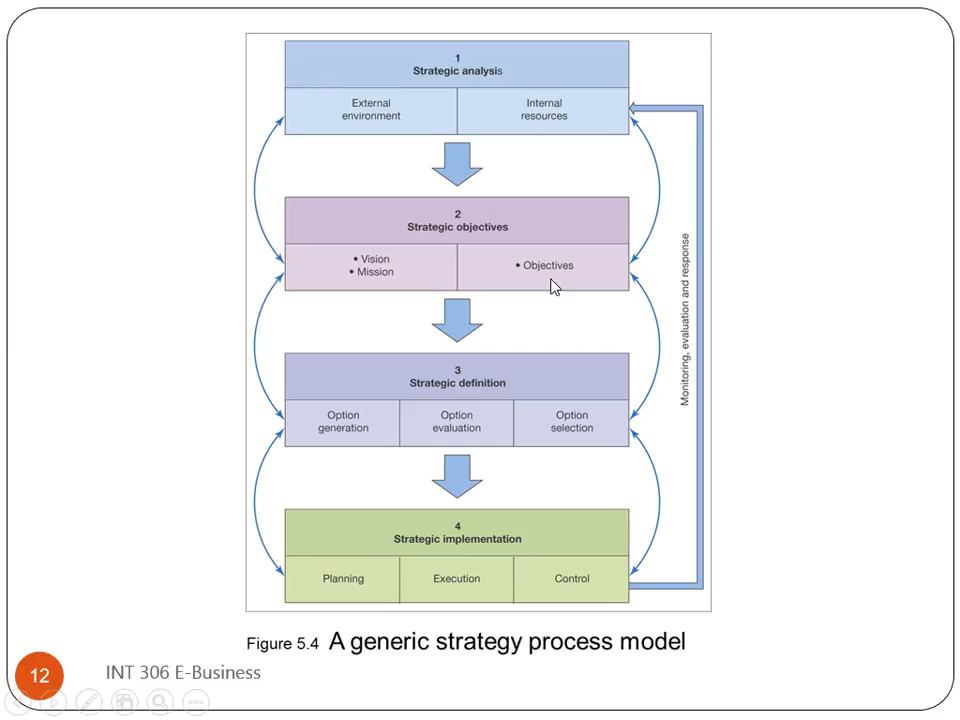 1
Strategic analysis
External
environment
Internal
resources
2
Strategic objectives
• Vision
• Mission
• Objectives
3
Strategic definition
Option
generation
Option
evaluation
Option
selection
4
Strategic implementation
Planning
Execution
Control
Monitoring, evaluation and response
Figure 5.4 A generic strategy process model
12
INT 306 E-Business